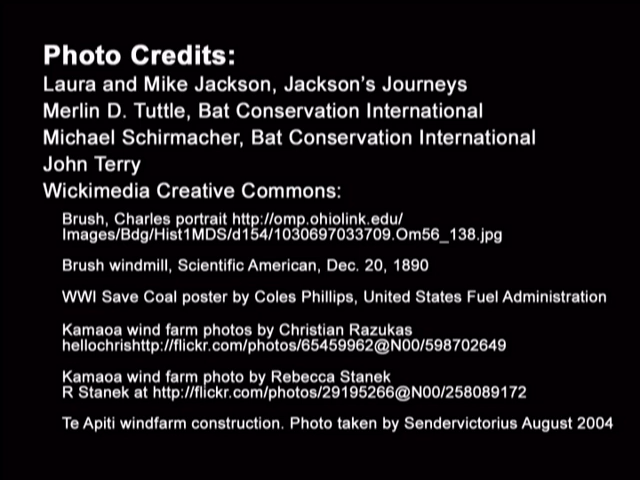 Photo Credits:
Laura and Mike Jackson, Jackson's Journeys
Merlin D. Tuttle, Bat Conservation International
Michael Schirmacher, Bat Conservation International
John Terry
Wickimedia Creative Commons:
Brush, Charles portrait http://omp.ohiolink.edu/
Images/Bdg/Hist1MDS/d154/1030697033709.Om56_138.jpg
Brush windmill, Scientific American, Dec. 20, 1890
WWI Save Coal poster by Coles Phillips, United States Fuel Administration
Kamaoa wind farm photos by Christian Razukas
hellochrishttp://flickr.com/photos/65459962@N00/598702649
Kamaoa wind farm photo by Rebecca Stanek
R Stanek at http://flickr.com/photos/29195266@N00/258089172
Te Apiti windfarm construction. Photo taken by Sendervictorius August 2004